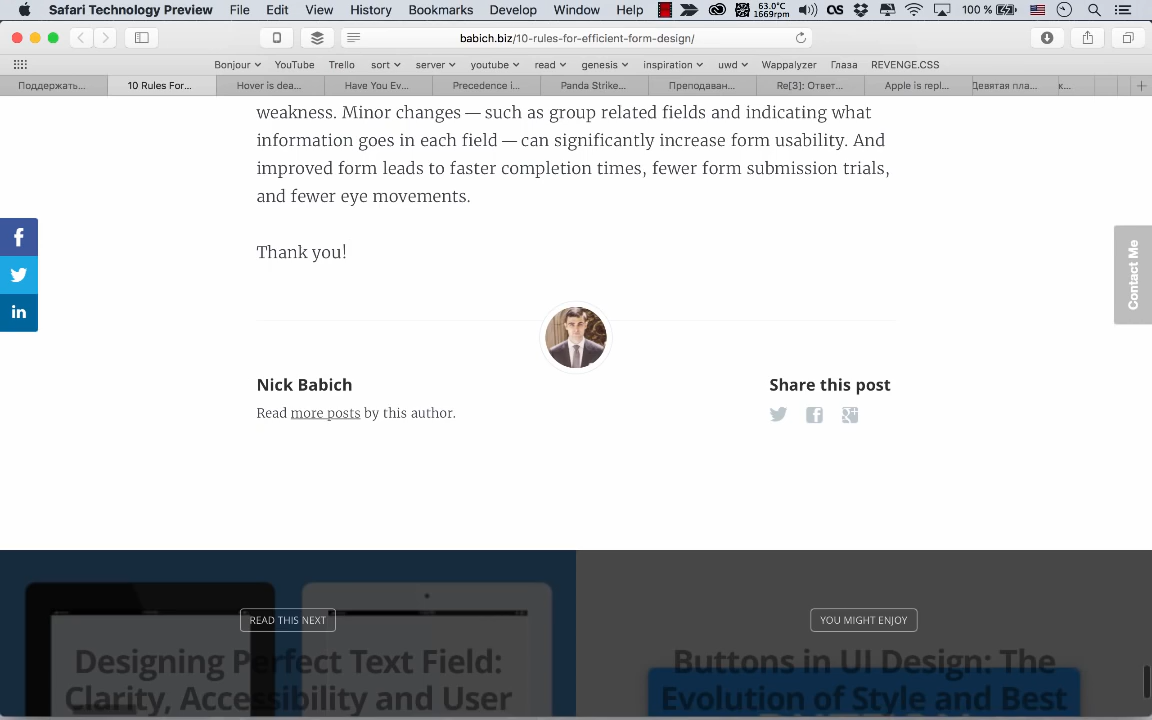 Safari Technology Preview File Edit View History Bookmarks Develop Window Help 63.0°C 1669rpm 100 %
babich.biz/10-rules-for-efficient-form-design/
Bonjour YouTube Trello sort server youtube read genesis inspiration uwd Wappalyzer Глаза REVENGE.CSS
Поддержать... 10 Rules For... Hover is dea... Have You Ev... Precedence i... Panda Strike... Преподаван... Re[3]: Ответ... Apple is repl... Девятая пла... к...
weakness. Minor changes — such as group related fields and indicating what
information goes in each field — can significantly increase form usability. And
improved form leads to faster completion times, fewer form submission trials,
and fewer eye movements.
Thank you!
Contact Me
Nick Babich
Read more posts by this author.
Share this post
READ THIS NEXT
Designing Perfect Text Field:
Clarity, Accessibility and User
YOU MIGHT ENJOY
Buttons in UI Design: The
Evolution of Style and Best